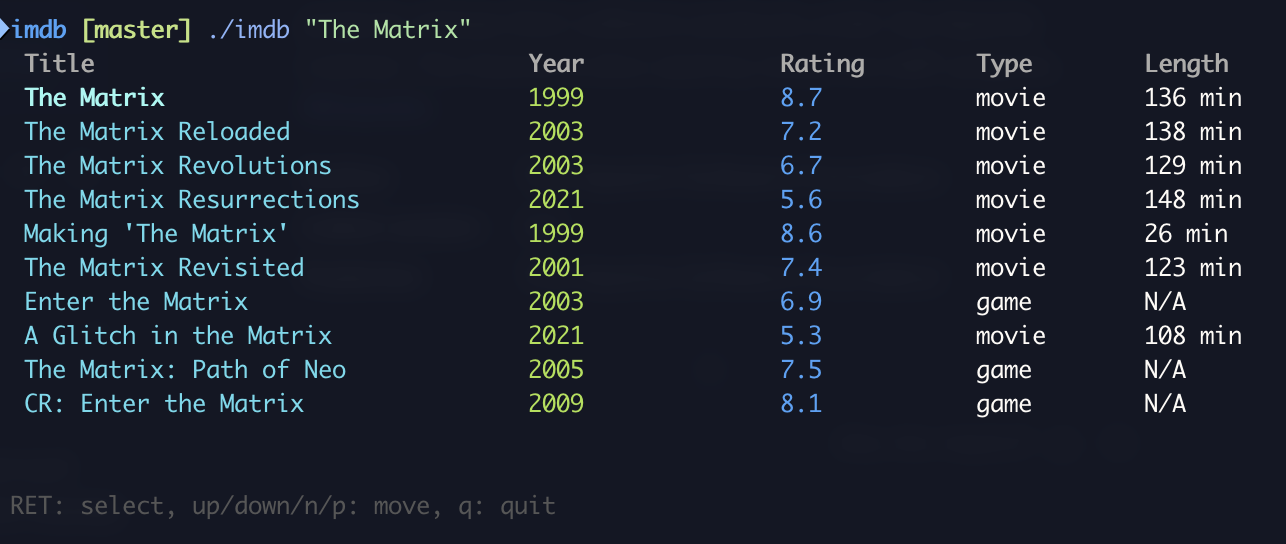 imdb [master] ./imdb "The Matrix"
Title Year Rating Type Length
The Matrix 1999 8.7 movie 136 min
The Matrix Reloaded 2003 7.2 movie 138 min
The Matrix Revolutions 2003 6.7 movie 129 min
The Matrix Resurrections 2021 5.6 movie 148 min
Making 'The Matrix' 1999 8.6 movie 26 min
The Matrix Revisited 2001 7.4 movie 123 min
Enter the Matrix 2003 6.9 game N/A
A Glitch in the Matrix 2021 5.3 movie 108 min
The Matrix: Path of Neo 2005 7.5 game N/A
CR: Enter the Matrix 2009 8.1 game N/A
RET: select, up/down/n/p: move, q: quit